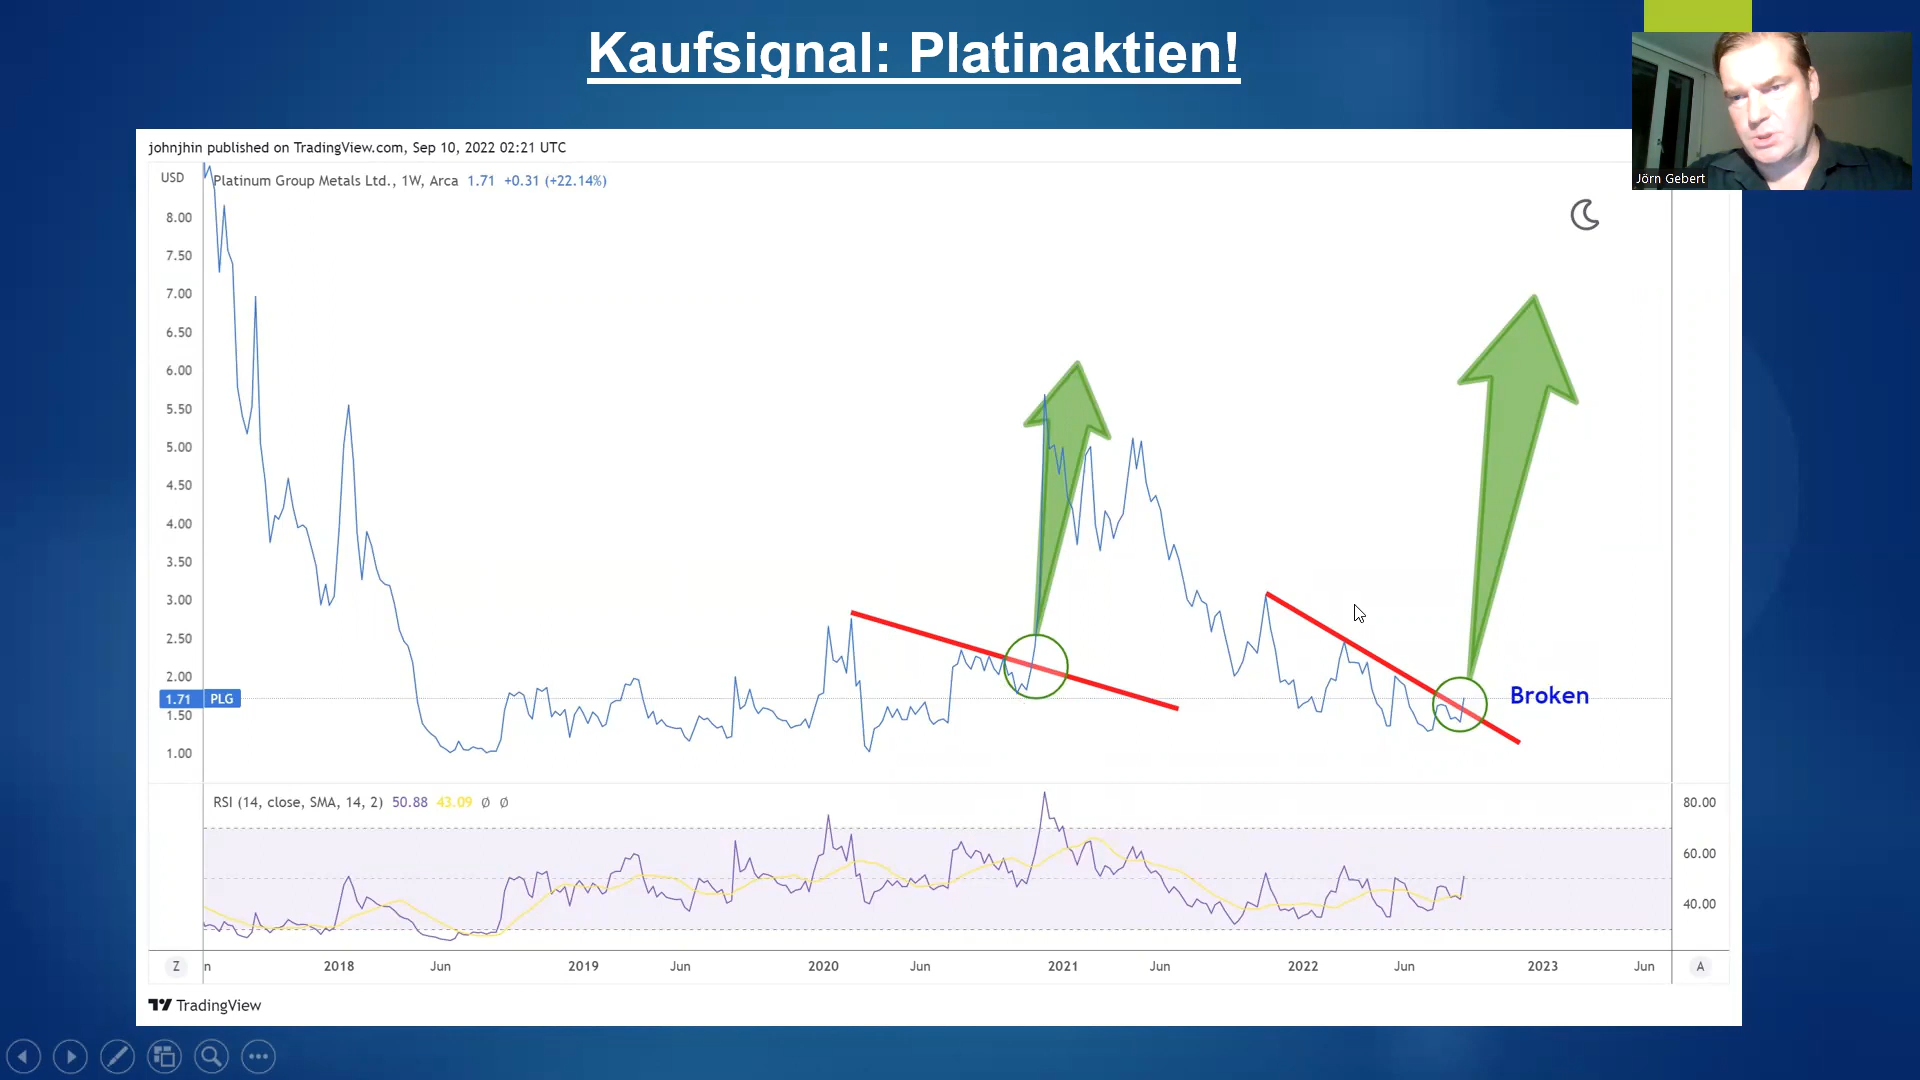 Kaufsignal: Platinaktien!
Jörn Gebert
johnjhin published on TradingView.com, Sep 10, 2022 02:21 UTC
USD
Platinum Group Metals Ltd., 1W, Arca 1.71 +0.31 (+22.14%)
8.00
7.50
7.00
6.50
6.00
5.50
5.00
4.50
4.00
3.50
3.00
2.50
2.00
1.71 PLG
Broken
1.50
1.00
RSI (14, close, SMA, 14, 2) 50.88 43.09 ø ø
80.00
60.00
40.00
Z n 2018 Jun 2019 Jun 2020 Jun 2021 Jun 2022 Jun 2023 Jun A
TradingView